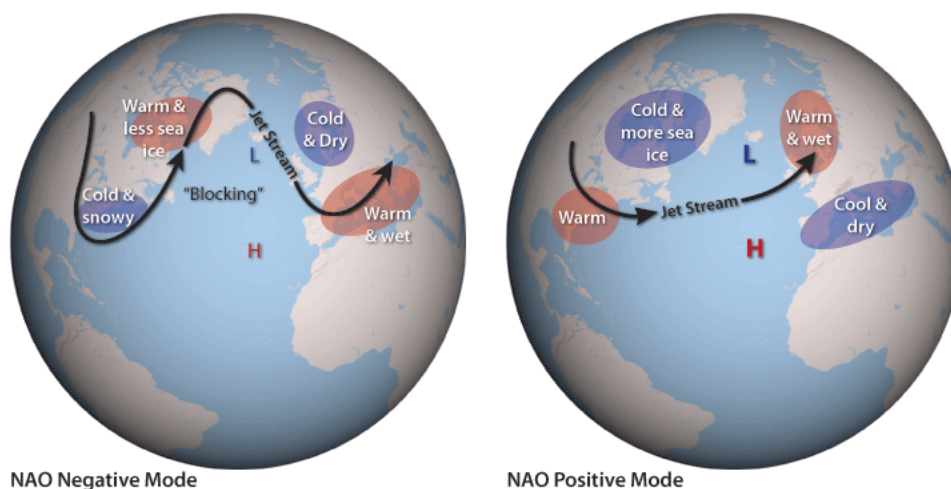 Warm &
less sea
ice
Jet Stream
Cold
& Dry
L
Cold &
snowy
"Blocking"
Warm
& wet
H
NAO Negative Mode
Cold &
more sea
ice
Warm
& wet
L
Warm
Jet Stream
Cool &
dry
H
NAO Positive Mode